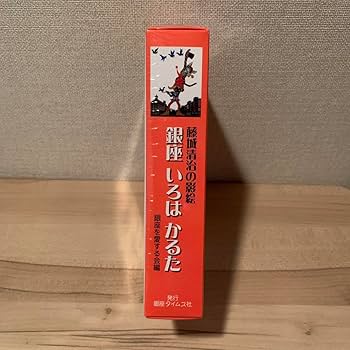 藤城清治の影絵
銀座 いろは かるた
銀座を愛する会編
発行
銀座タイムス社